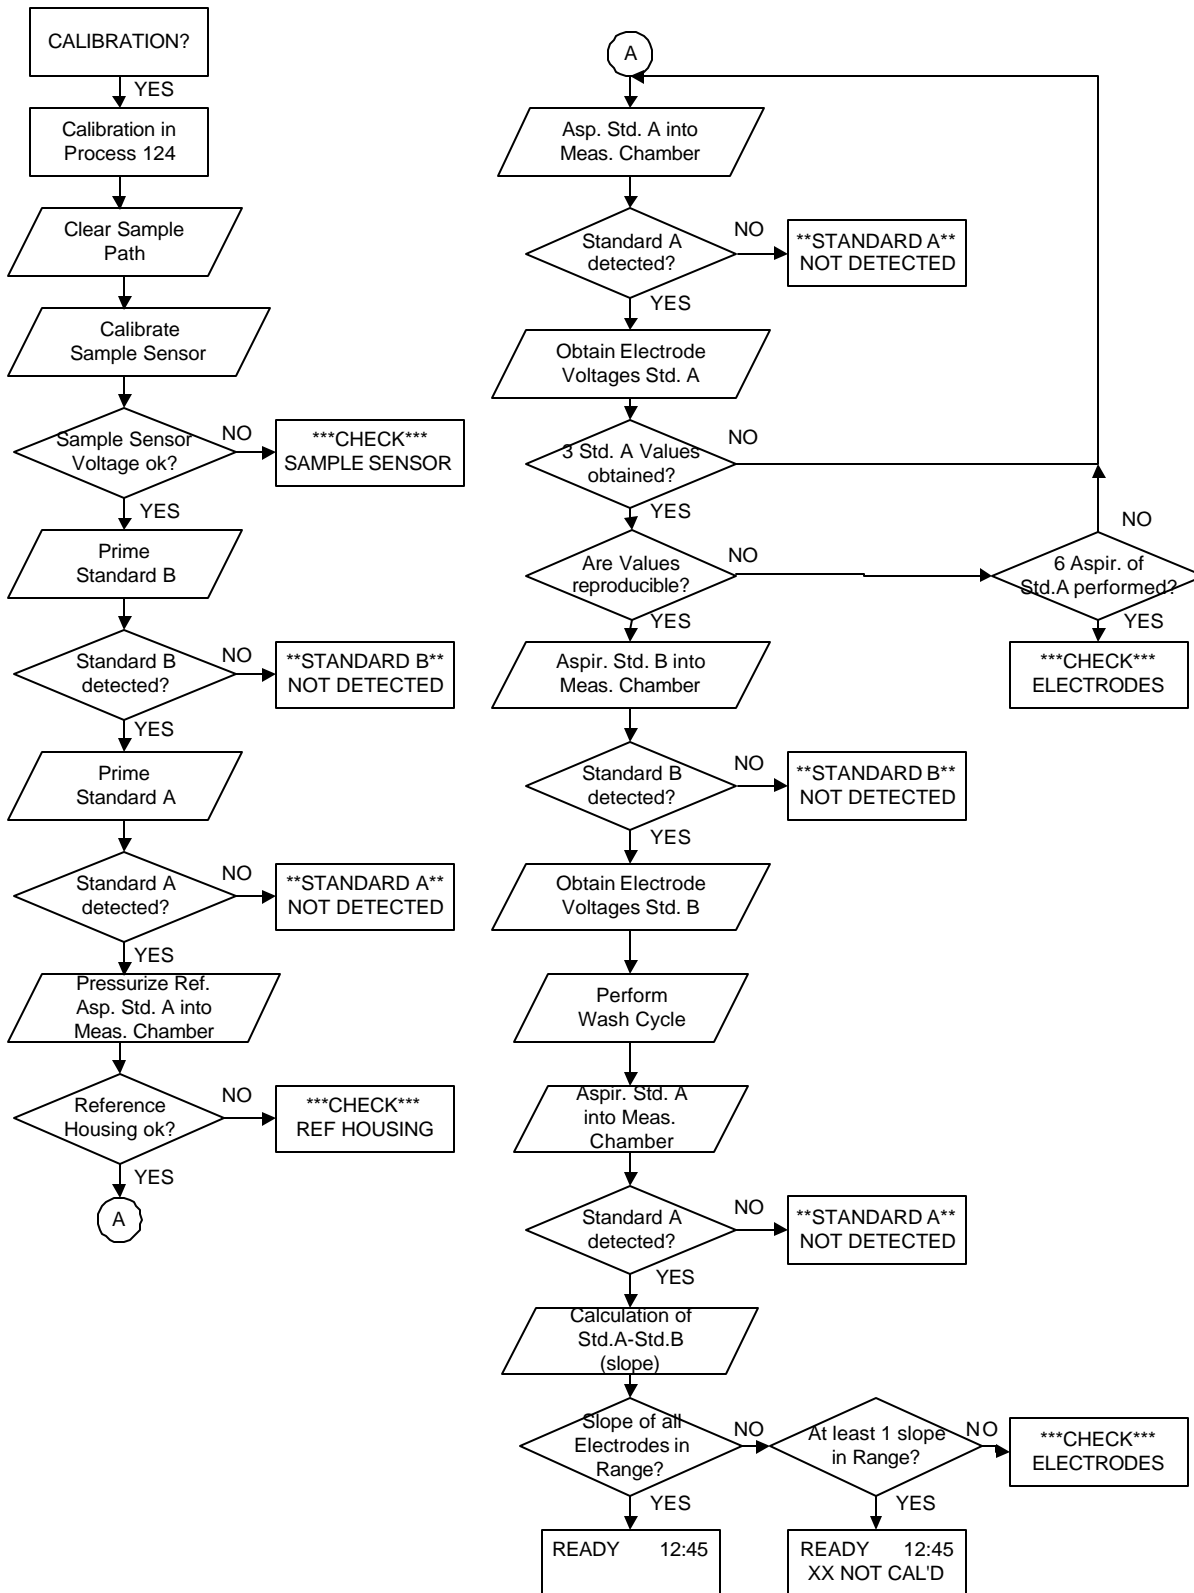 CALIBRATION?
YES
Calibration in
Process 124
Clear Sample
Path
Calibrate
Sample Sensor
Sample Sensor
Voltage ok?
NO
***CHECK***
SAMPLE SENSOR
YES
Prime
Standard B
Standard B
detected?
NO
**STANDARD B**
NOT DETECTED
YES
Prime
Standard A
Standard A
detected?
NO
**STANDARD A**
NOT DETECTED
YES
Pressurize Ref.
Asp. Std. A into
Meas. Chamber
Reference
Housing ok?
NO
***CHECK***
REF HOUSING
YES
A
A
Asp. Std. A into
Meas. Chamber
Standard A
detected?
NO
**STANDARD A**
NOT DETECTED
YES
Obtain Electrode
Voltages Std. A
3 Std. A Values
obtained?
NO
YES
Are Values
reproducible?
NO
6 Aspir. of
Std.A performed?
NO
YES
***CHECK***
ELECTRODES
YES
Aspir. Std. B into
Meas. Chamber
Standard B
detected?
NO
**STANDARD B**
NOT DETECTED
YES
Obtain Electrode
Voltages Std. B
Perform
Wash Cycle
Aspir. Std. A
into Meas.
Chamber
Standard A
detected?
NO
**STANDARD A**
NOT DETECTED
YES
Calculation of
Std.A-Std.B
(slope)
Slope of all
Electrodes in
Range?
NO
At least 1 slope
in Range?
NO
***CHECK***
ELECTRODES
YES
READY 12:45
YES
READY 12:45
XX NOT CAL'D